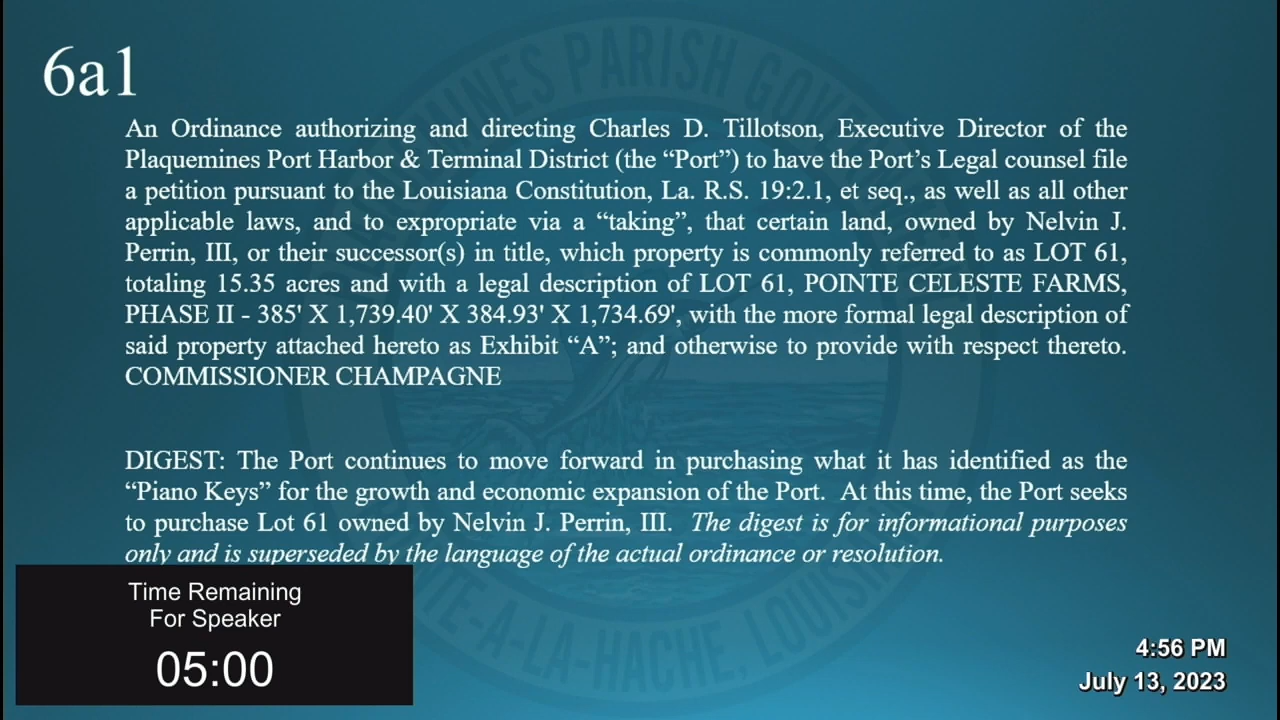 6a1
An Ordinance authorizing and directing Charles D. Tillotson, Executive Director of the
Plaquemines Port Harbor & Terminal District (the “Port”) to have the Port’s Legal counsel file
a petition pursuant to the Louisiana Constitution, La. R.S. 19:2.1, et seq., as well as all other
applicable laws, and to expropriate via a “taking”, that certain land, owned by Nelvin J.
Perrin, III, or their successor(s) in title, which property is commonly referred to as LOT 61,
totaling 15.35 acres and with a legal description of LOT 61, POINTE CELESTE FARMS,
PHASE II - 385' X 1,739.40' X 384.93' X 1,734.69', with the more formal legal description of
said property attached hereto as Exhibit “A”; and otherwise to provide with respect thereto.
COMMISSIONER CHAMPAGNE
DIGEST: The Port continues to move forward in purchasing what it has identified as the
“Piano Keys” for the growth and economic expansion of the Port. At this time, the Port seeks
to purchase Lot 61 owned by Nelvin J. Perrin, III. The digest is for informational purposes
only and is superseded by the language of the actual ordinance or resolution.
Time Remaining
For Speaker
05:00
4:56 PM
July 13, 2023